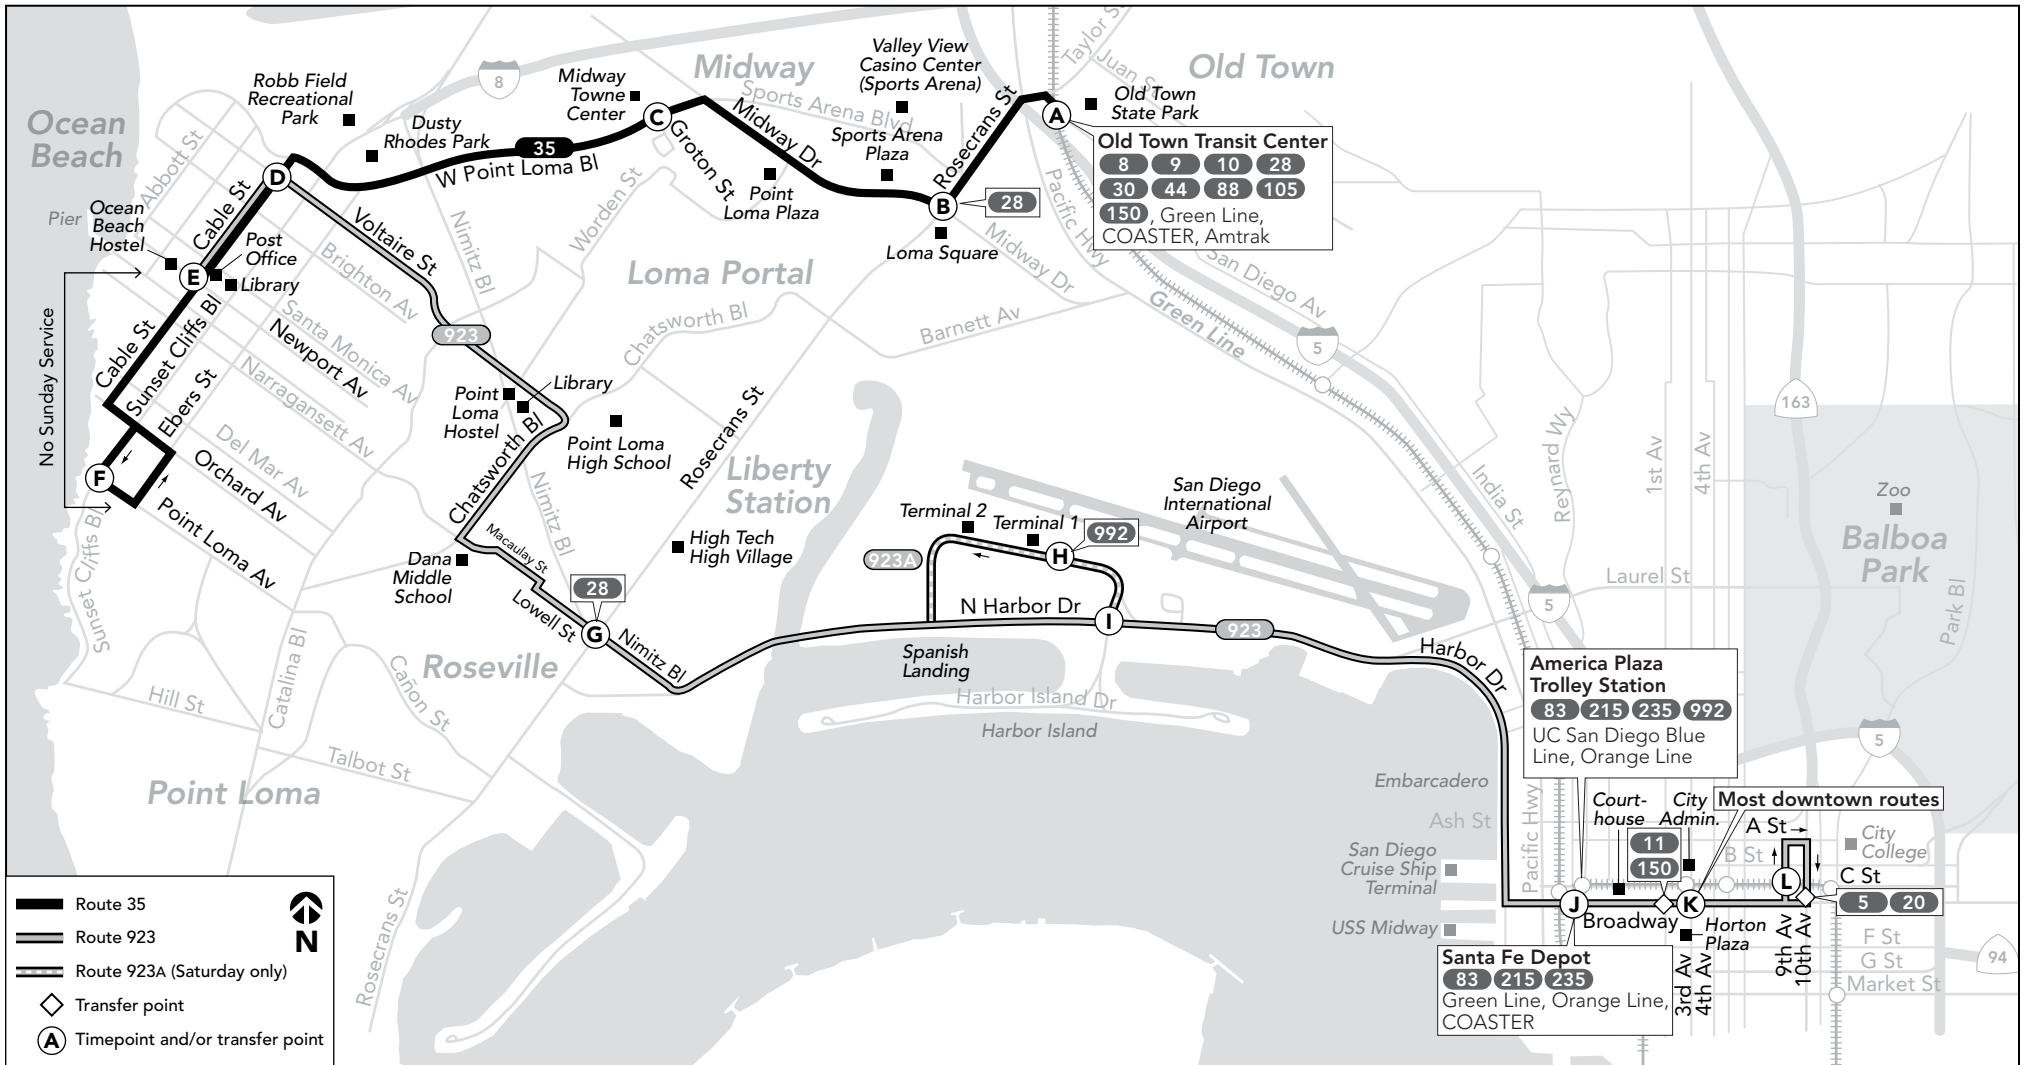 Ocean
Beach
Robb Field
Recreational
Park
8
Midway
Towne
Center
Midway
Valley View
Casino Center
(Sports Arena)
Taylor St
Juan St
Old Town
Old Town
State Park
Dusty
Rhodes Park
Sports Arena Blvd
Sports Arena
Plaza
Rosecrans St
A
Old Town Transit Center
8 9 10 28
30 44 88 105
150, Green Line,
COASTER, Amtrak
C
Groton St
Midway Dr
35
W Point Loma Bl
Point
Loma Plaza
B
28
Loma Square
Midway Dr
Pacific Hwy
San Diego Av
Green Line
5
Abbott St
D
Cable St
Pier
Ocean
Beach
Hostel
Post
Office
E
Library
Voltaire St
Brighton Av
Nimitz Bl
Worden St
Loma Portal
Chatsworth Bl
Barnett Av
No Sunday Service
Cable St
Sunset Cliffs Bl
Ebers St
Santa Monica Av
Newport Av
Narragansett Av
Del Mar Av
Orchard Av
Point Loma Av
F
Sunset Cliffs Bl
923
Library
Point
Loma
Hostel
Point Loma
High School
Chatsworth Bl
Nimitz Bl
Rosecrans St
Liberty
Station
Dana
Middle
School
Macaulay St
Lowell St
High Tech
High Village
28
G
Nimitz Bl
Terminal 2
Terminal 1
992
San Diego
International
Airport
923A
H
N Harbor Dr
I
923
Spanish
Landing
Harbor Island Dr
Harbor Island
Harbor Dr
India St
Reynard Wy
1st Av
4th Av
163
Zoo
Balboa
Park
Laurel St
Park Bl
5
5
Roseville
Hill St
Catalina Bl
Cañon St
Talbot St
Point Loma
Rosecrans St
America Plaza
Trolley Station
83 215 235 992
UC San Diego Blue
Line, Orange Line
Embarcadero
Ash St
Pacific Hwy
San Diego
Cruise Ship
Terminal
USS Midway
Court-
house
City
Admin.
Most downtown routes
11
150
A St
B St
City
College
C St
L
5 20
J
K
Broadway
Horton
Plaza
3rd Av
4th Av
9th Av
10th Av
F St
G St
Market St
94
Santa Fe Depot
83 215 235
Green Line, Orange Line,
COASTER
Route 35
Route 923
Route 923A (Saturday only)
Transfer point
A Timepoint and/or transfer point
N